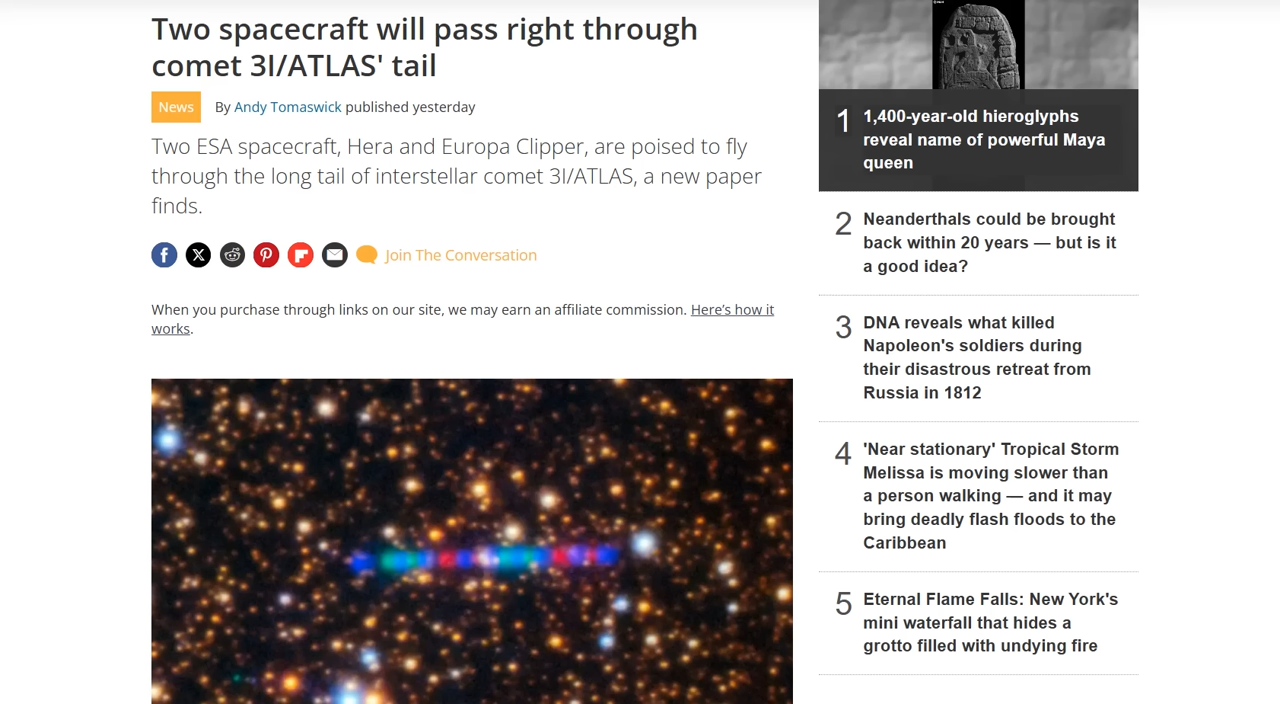 Two spacecraft will pass right through
comet 3I/ATLAS' tail
News
By Andy Tomaswick published yesterday
Two ESA spacecraft, Hera and Europa Clipper, are poised to fly
through the long tail of interstellar comet 3I/ATLAS, a new paper
finds.
Join The Conversation
When you purchase through links on our site, we may earn an affiliate commission. Here’s how it
works.
1
1,400-year-old hieroglyphs
reveal name of powerful Maya
queen
2
Neanderthals could be brought
back within 20 years — but is it
a good idea?
3
DNA reveals what killed
Napoleon's soldiers during
their disastrous retreat from
Russia in 1812
4
'Near stationary' Tropical Storm
Melissa is moving slower than
a person walking — and it may
bring deadly flash floods to the
Caribbean
5
Eternal Flame Falls: New York's
mini waterfall that hides a
grotto filled with undying fire